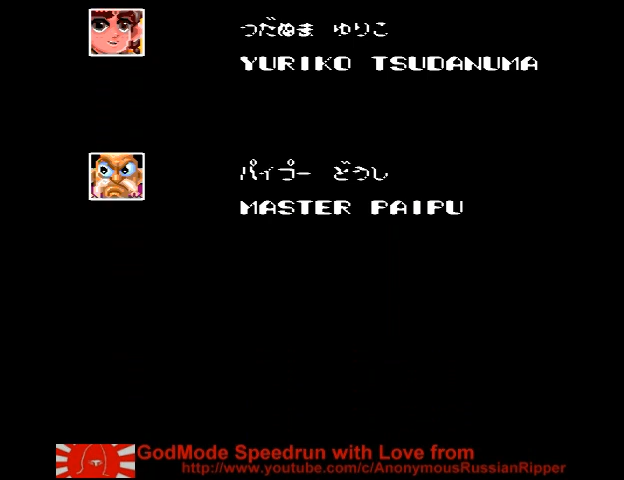 つだぬま ゆりこ
YURIKO TSUDANUMA
パイプー どうし
MASTER PAIPU
GodMode Speedrun with Love from
http://www.youtube.com/c/AnonymousRussianRipper